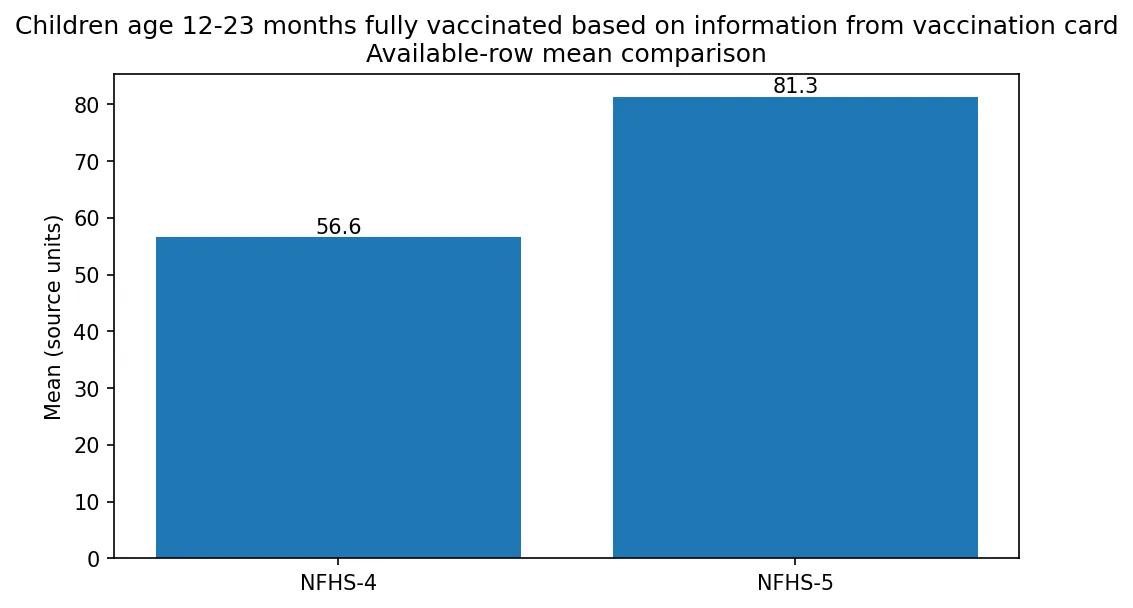 Children age 12-23 months fully vaccinated based on information from vaccination card
Available-row mean comparison
Mean (source units)
80
70
60
50
40
30
20
10
0
56.6
81.3
NFHS-4
NFHS-5